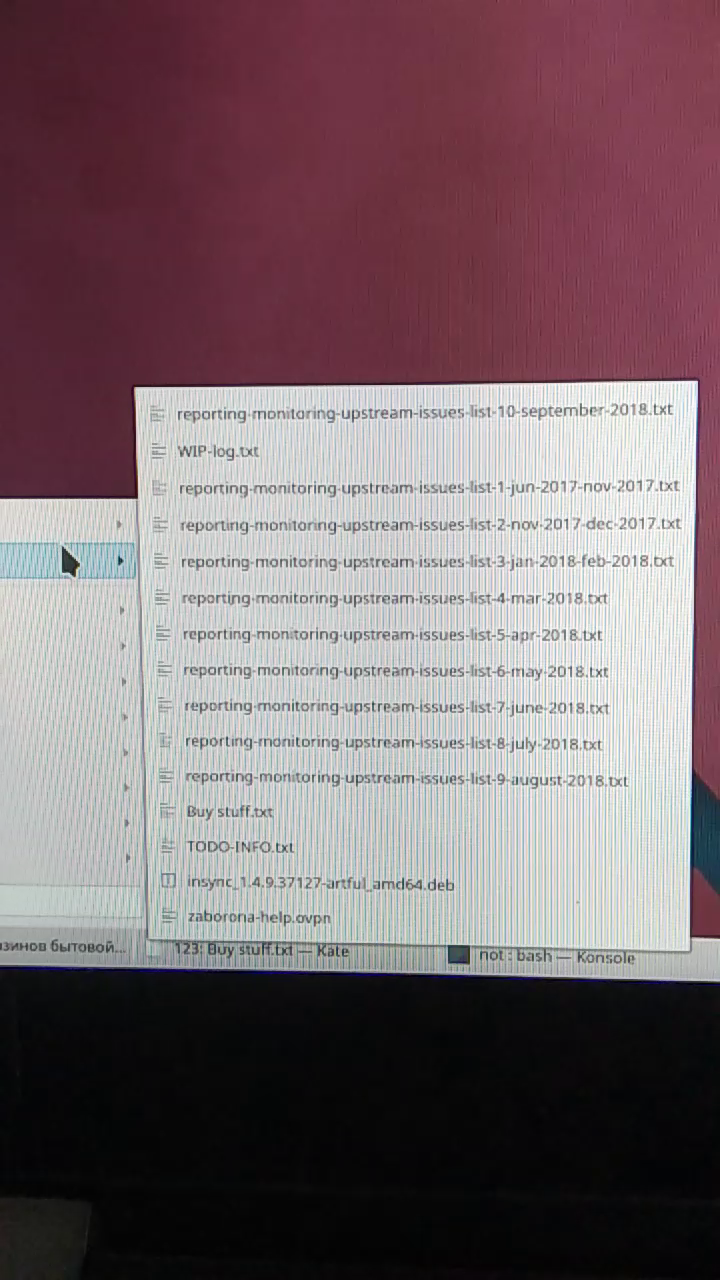 reporting-monitoring-upstream-issues-list-10-september-2018.txt
WIP-log.txt
reporting-monitoring-upstream-issues-list-1-jun-2017-nov-2017.txt
reporting-monitoring-upstream-issues-list-2-nov-2017-dec-2017.txt
reporting-monitoring-upstream-issues-list-3-jan-2018-feb-2018.txt
reporting-monitoring-upstream-issues-list-4-mar-2018.txt
reporting-monitoring-upstream-issues-list-5-apr-2018.txt
reporting-monitoring-upstream-issues-list-6-may-2018.txt
reporting-monitoring-upstream-issues-list-7-june-2018.txt
reporting-monitoring-upstream-issues-list-8-july-2018.txt
reporting-monitoring-upstream-issues-list-9-august-2018.txt
Buy stuff.txt
TODO-INFO.txt
insync_1.4.9.37127-artful_amd64.deb
zaborona-help.ovpn
зинов бытовой... 123: Buy stuff.txt — Kate not : bash — Konsole